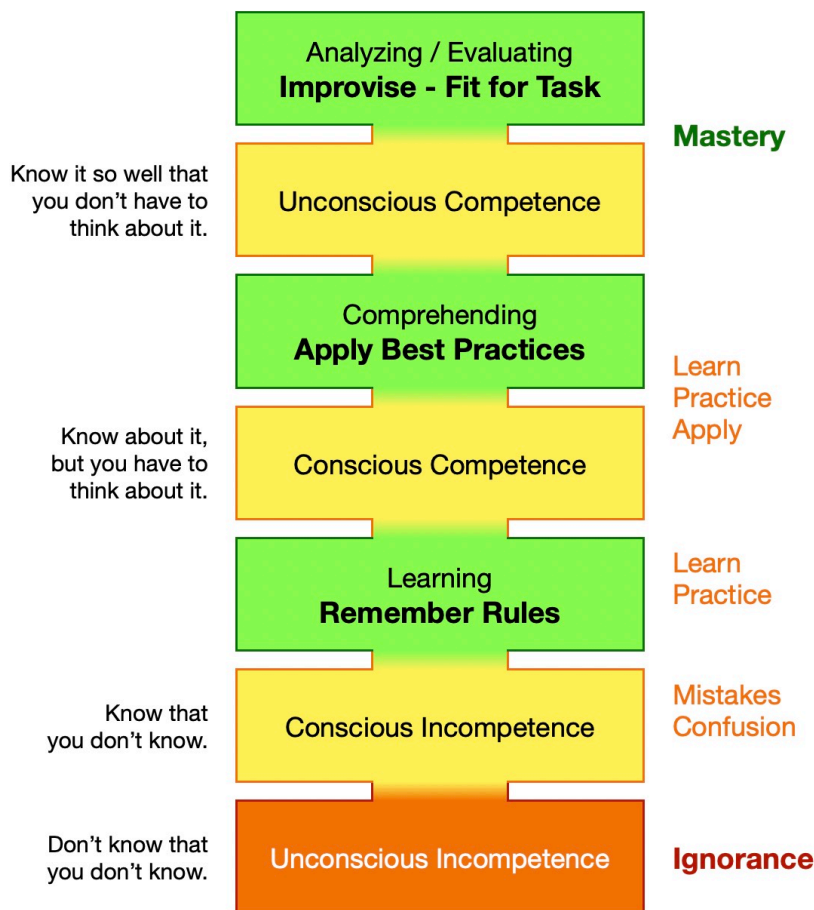 Analyzing / Evaluating
Improvise - Fit for Task
Mastery
Know it so well that
you don’t have to
think about it.
Unconscious Competence
Comprehending
Apply Best Practices
Learn
Practice
Apply
Know about it,
but you have to
think about it.
Conscious Competence
Learning
Remember Rules
Learn
Practice
Know that
you don’t know.
Conscious Incompetence
Mistakes
Confusion
Don’t know that
you don’t know.
Unconscious Incompetence
Ignorance